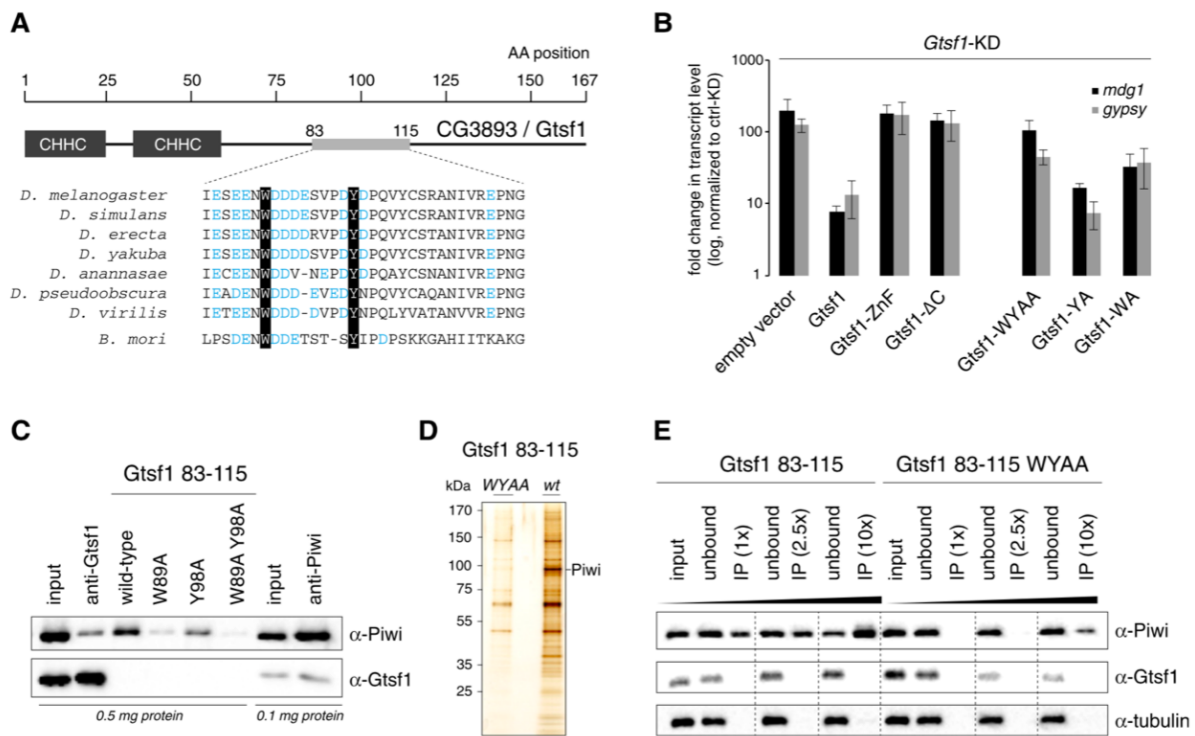 A
AA position
1 25 50 75 100 125 150 167
83 115 CG3893 / Gtsf1
CHHC CHHC
D. melanogaster IESEENWDDDESVPDYDPQVYCSRANIVREPNG
D. simulans IESEENWDDDDSVPDYDPQVYCSRANIVREPNG
D. erecta IESEENWDDDDRVPDYDPQVYCSTANIVREPNG
D. yakuba IESEENWDDDDSVPDYDPQVYCSRANIVREPNG
D. anannasae IECEENWDDV-NEPDYDPQAYCSTANIVREPNG
D. pseudoobscura IEADENWDDD-EVEDYNPQVYCAQANIVREPNG
D. virilis IETEENWDDD-DVPDYNPQLYVATANVVREPNG
B. mori LPSDENWDDETST-SYIPDPSKKGAHIITKAKG
B
Gtsf1-KD
fold change in transcript level
(log, normalized to ctrl-KD)
1000
100
10
1
mdg1
gypsy
empty vector
Gtsf1
Gtsf1-ZnF
Gtsf1-ΔC
Gtsf1-WYAA
Gtsf1-YA
Gtsf1-WA
C
Gtsf1 83-115
input
anti-Gtsf1
wild-type
W89A
Y98A
W89A Y98A
input
anti-Piwi
α-Piwi
α-Gtsf1
0.5 mg protein 0.1 mg protein
D
Gtsf1 83-115
kDa WYAA wt
170
150
100
75
55
35
25
Piwi
E
Gtsf1 83-115 Gtsf1 83-115 WYAA
input
unbound
IP (1x)
unbound
IP (2.5x)
unbound
IP (10x)
input
unbound
IP (1x)
unbound
IP (2.5x)
unbound
IP (10x)
α-Piwi
α-Gtsf1
α-tubulin